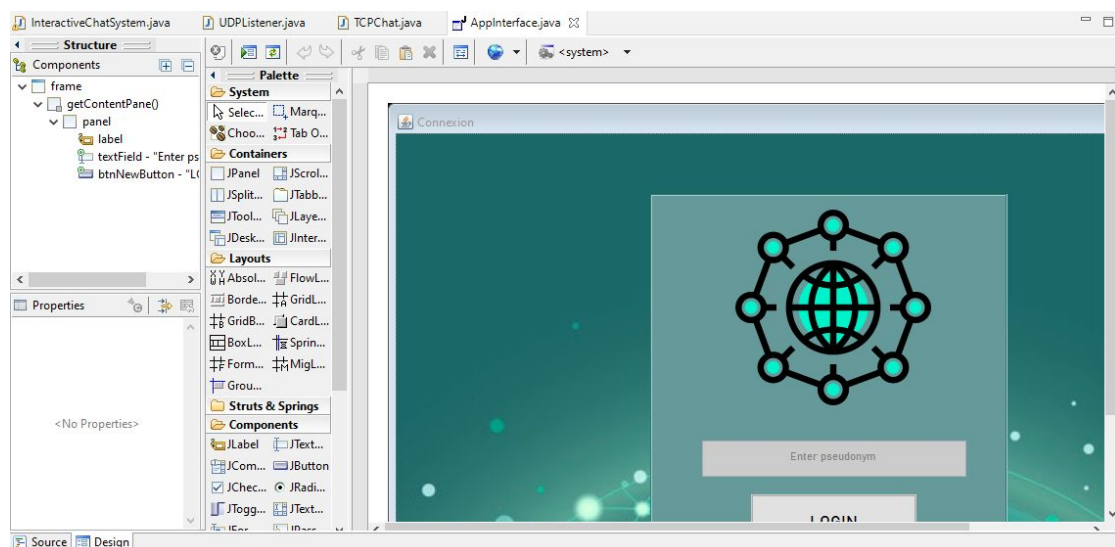 InteractiveChatSystem.java UDPListener.java TCPChat.java AppInterface.java
Structure
Components
frame
getContentPane()
panel
label
textField - "Enter ps
btnNewButton - "L
Properties
<No Properties>
<system>
Palette
System
Selec... Marq...
Choo... Tab O...
Containers
JPanel JScrol...
JSplit... JTabb...
JTool... JLaye...
JDesk... JInter...
Layouts
Absol... FlowL...
Borde... GridL...
GridB... CardL...
BoxL... Sprin...
Form... MigL...
Grou...
Struts & Springs
Components
JLabel JText...
JCom... JButton
JChec... JRadi...
JTogg... JText...
JFor... JPass...
Connexion
Enter pseudonym
LOGIN
Source Design